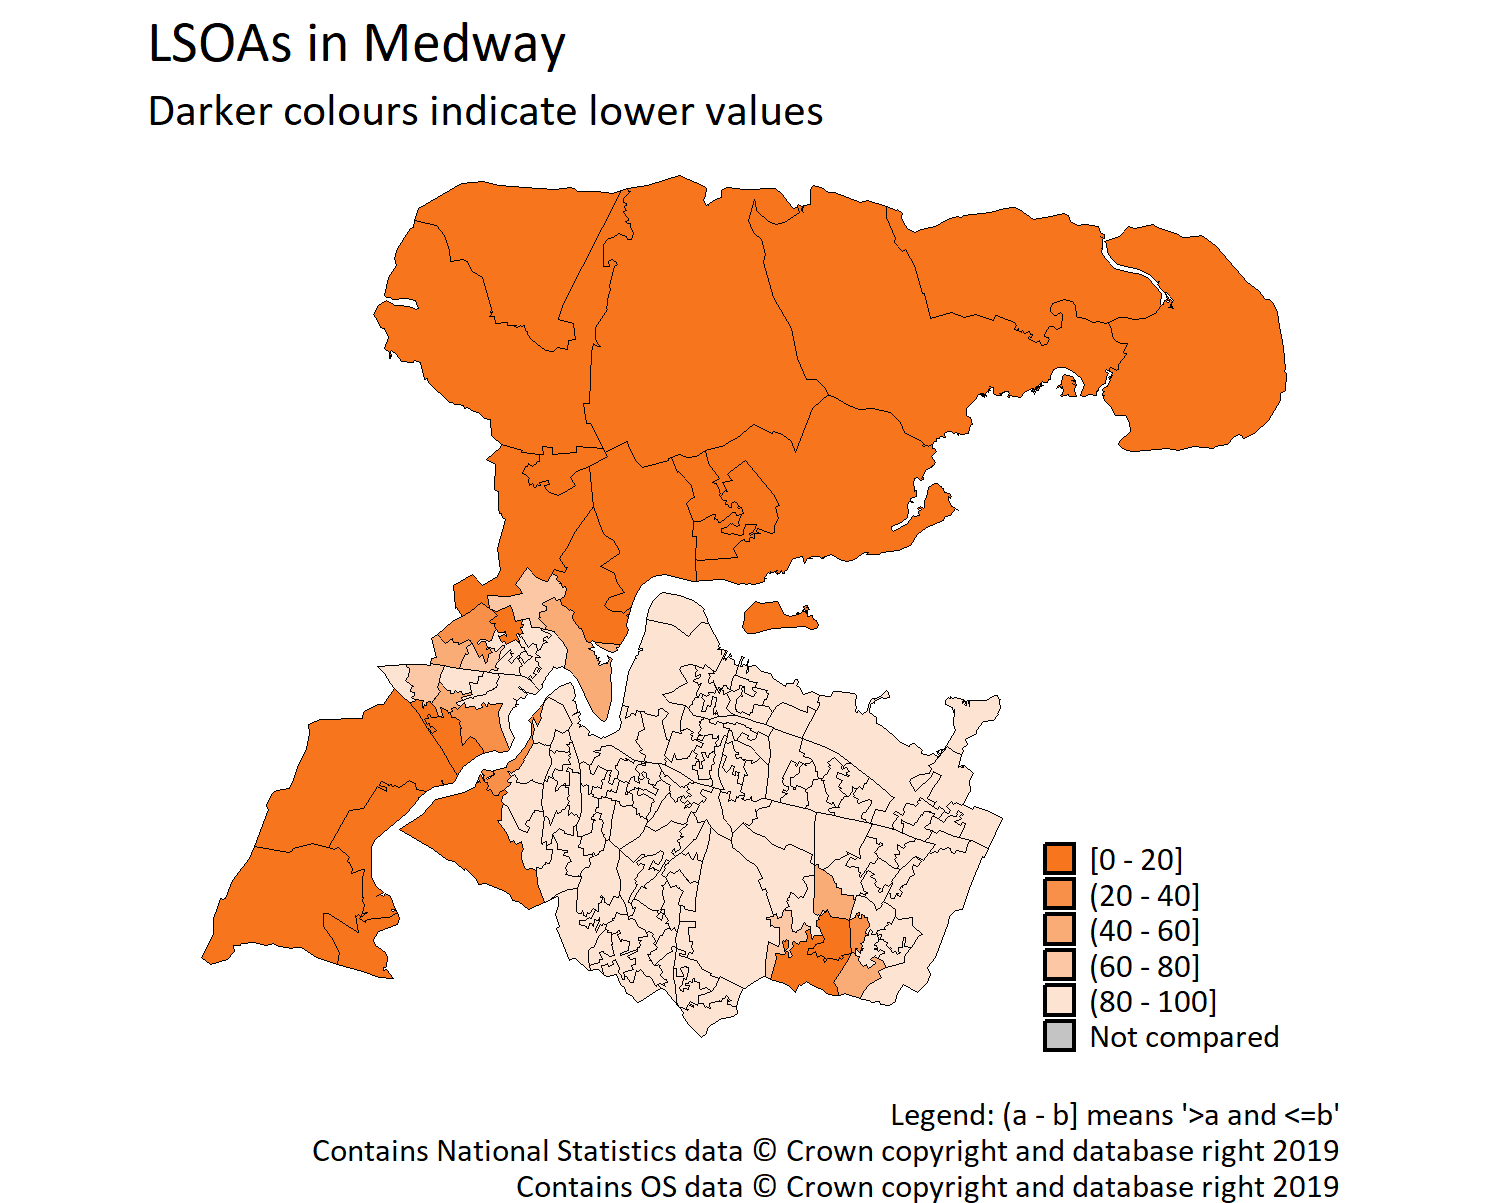 LSOAs in Medway
Darker colours indicate lower values
[0 - 20]
(20 - 40]
(40 - 60]
(60 - 80]
(80 - 100]
Not compared
Legend: (a - b] means '>a and <=b'
Contains National Statistics data © Crown copyright and database right 2019
Contains OS data © Crown copyright and database right 2019